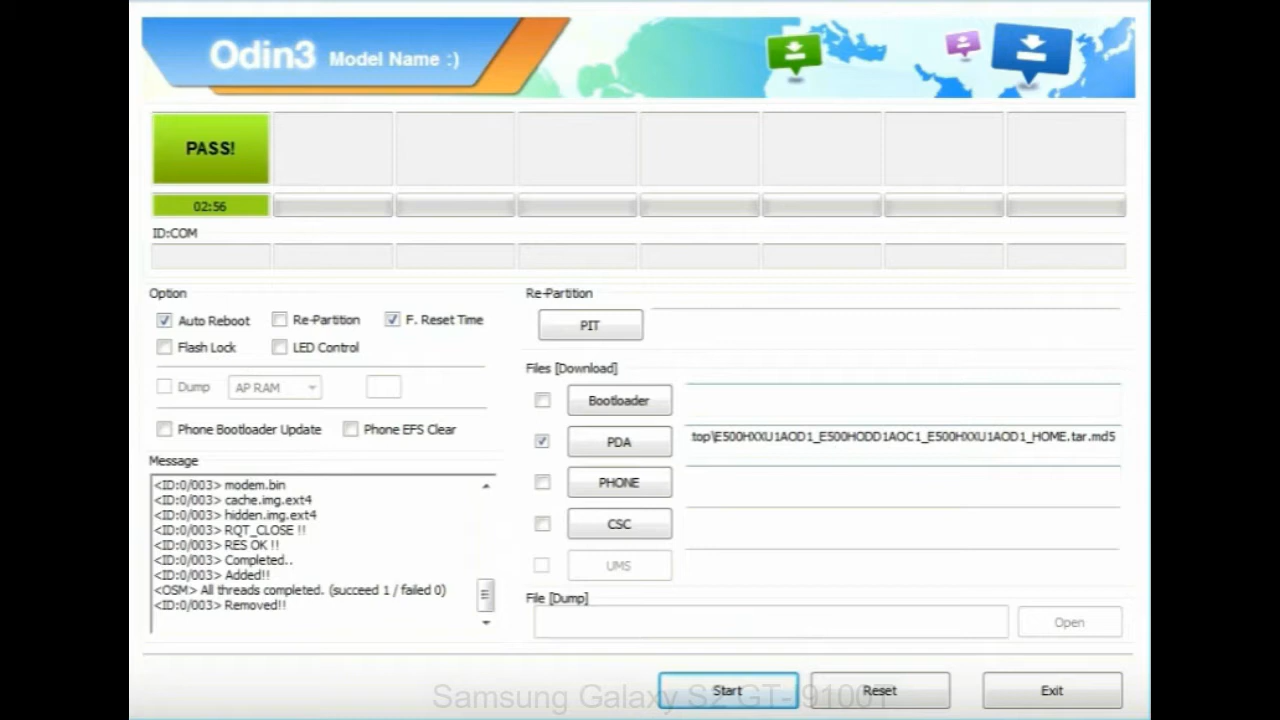 Odin3 Model Name :)
PASS!
02:56
ID:COM
Option
Auto Reboot Re-Partition F. Reset Time
Flash Lock LED Control
Dump AP RAM
Phone Bootloader Update Phone EFS Clear
Message
<ID:0/003> modem.bin
<ID:0/003> cache.img.ext4
<ID:0/003> hidden.img.ext4
<ID:0/003> RQT_CLOSE !!
<ID:0/003> RES OK !!
<ID:0/003> Completed..
<ID:0/003> Added!!
<OSM> All threads completed. (succeed 1 / failed 0)
<ID:0/003> Removed!!
Re-Partition
PIT
Files [Download]
Bootloader
PDA top\E500HXXU1AOD1_E500HODD1AOC1_E500HXXU1AOD1_HOME.tar.md5
PHONE
CSC
UMS
File [Dump]
Open
Start Reset Exit
Samsung Galaxy S2 GT-I9100T